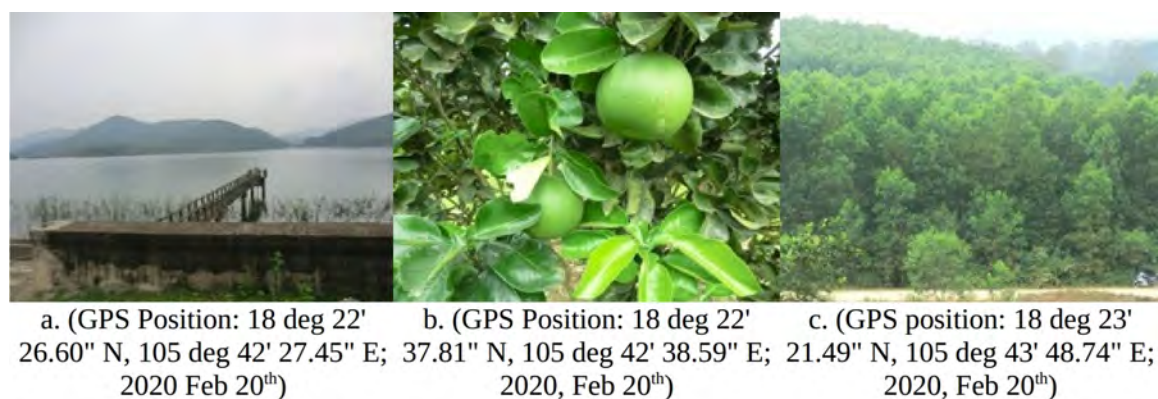 a. (GPS Position: 18 deg 22'
26.60" N, 105 deg 42' 27.45" E;
2020 Feb 20th)
b. (GPS Position: 18 deg 22'
37.81" N, 105 deg 42' 38.59" E;
2020, Feb 20th)
c. (GPS position: 18 deg 23'
21.49" N, 105 deg 43' 48.74" E;
2020, Feb 20th)